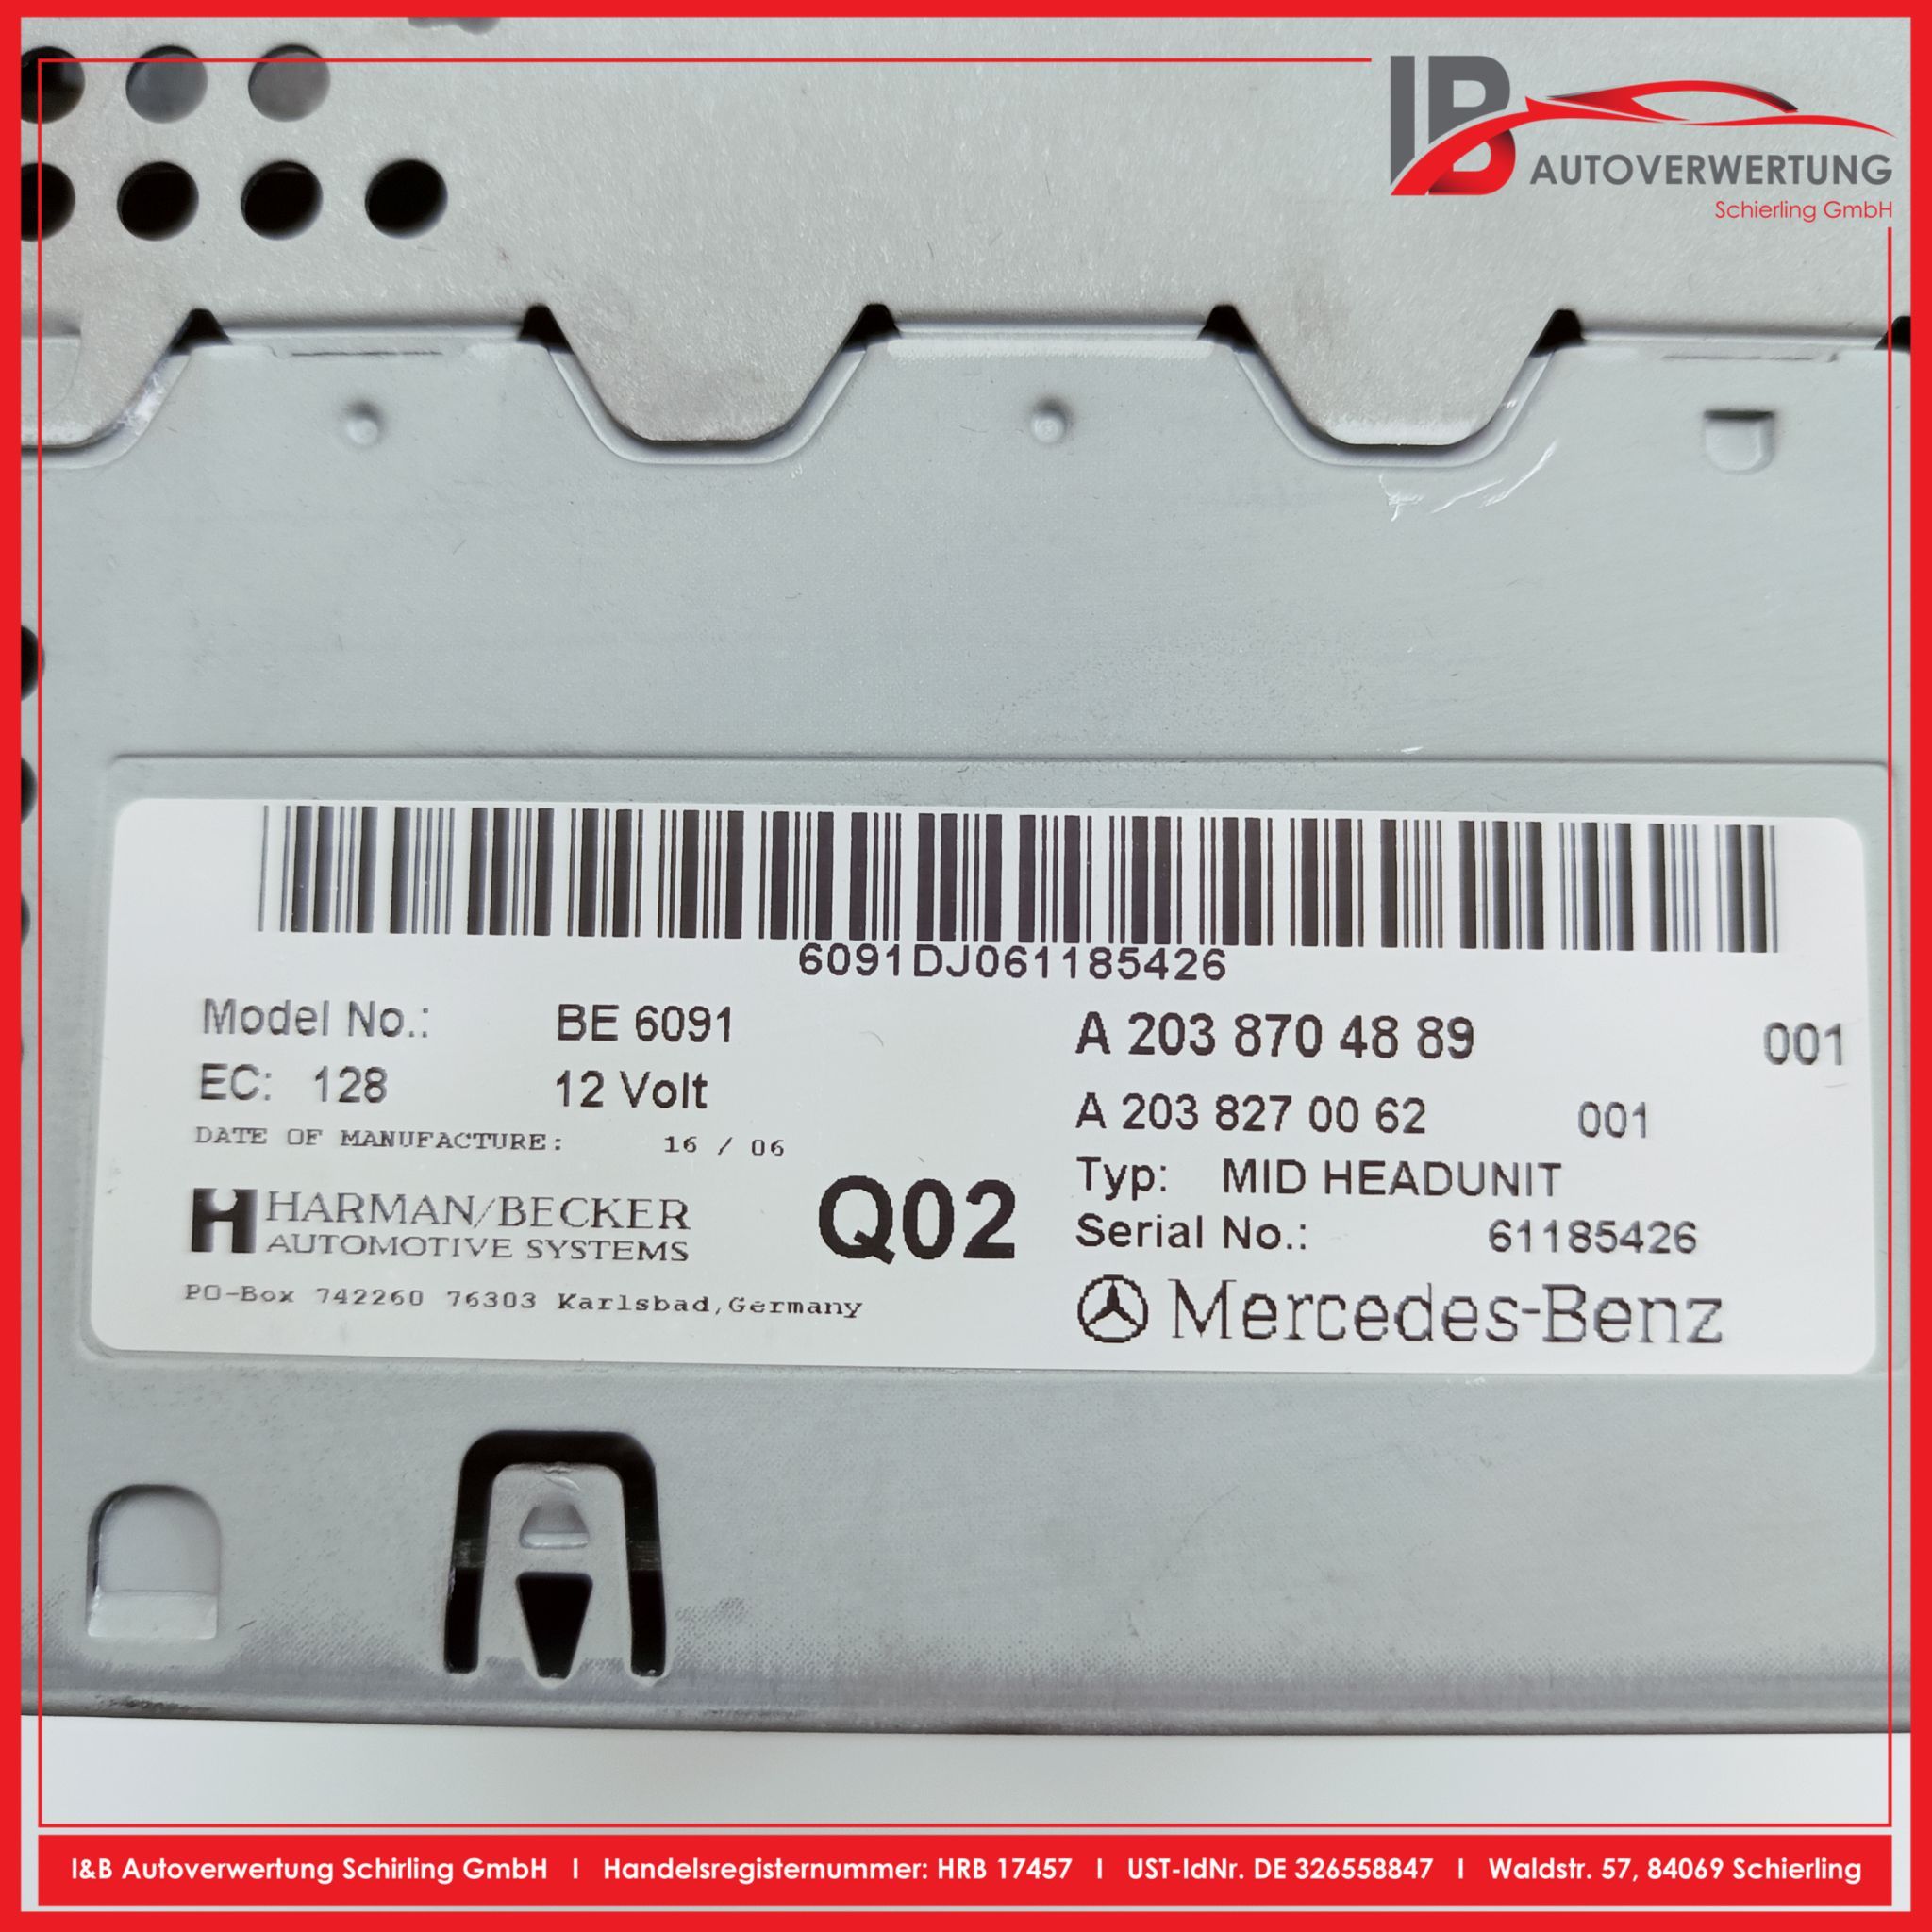 IB AUTOVERWERTUNG
Schierling GmbH
6091DJ061185426
Model No.: BE 6091 A 203 870 48 89 001
EC: 128 12 Volt A 203 827 00 62 001
DATE OF MANUFACTURE: 16 / 06
Typ: MID HEADUNIT
HARMAN/BECKER
AUTOMOTIVE SYSTEMS
Q02
Serial No.: 61185426
PO-Box 742260 76303 Karlsbad,Germany
Mercedes-Benz
I&B Autoverwertung Schirling GmbH I Handelsregisternummer: HRB 17457 I UST-IdNr. DE 326558847 I Waldstr. 57, 84069 Schierling